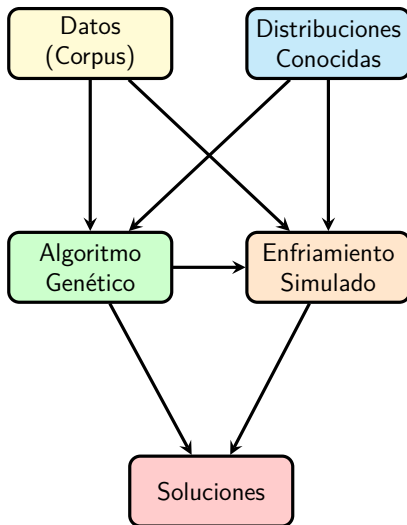 Datos
(Corpus)
Distribuciones
Conocidas
Algoritmo
Genético
Enfriamiento
Simulado
Soluciones